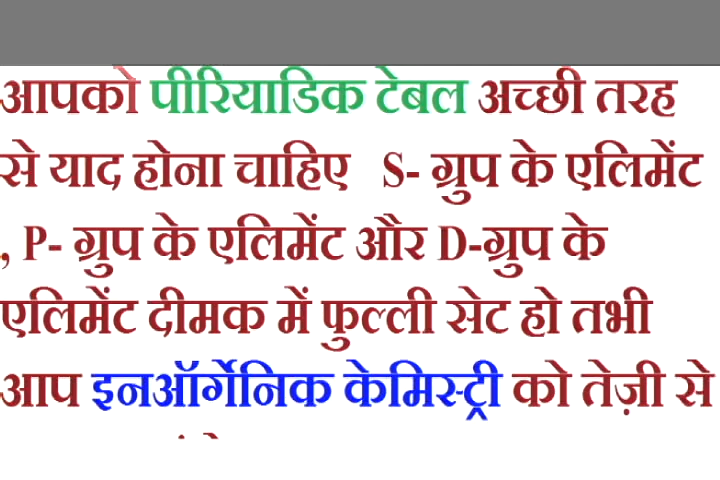 आपको पीरियाडिक टेबल अच्छी तरह
से याद होना चाहिए S- ग्रुप के एलिमेंट
, P- ग्रुप के एलिमेंट और D-ग्रुप के
एलिमेंट दीमक में फुल्ली सेट हो तभी
आप इनऑर्गेनिक केमिस्ट्री को तेज़ी से